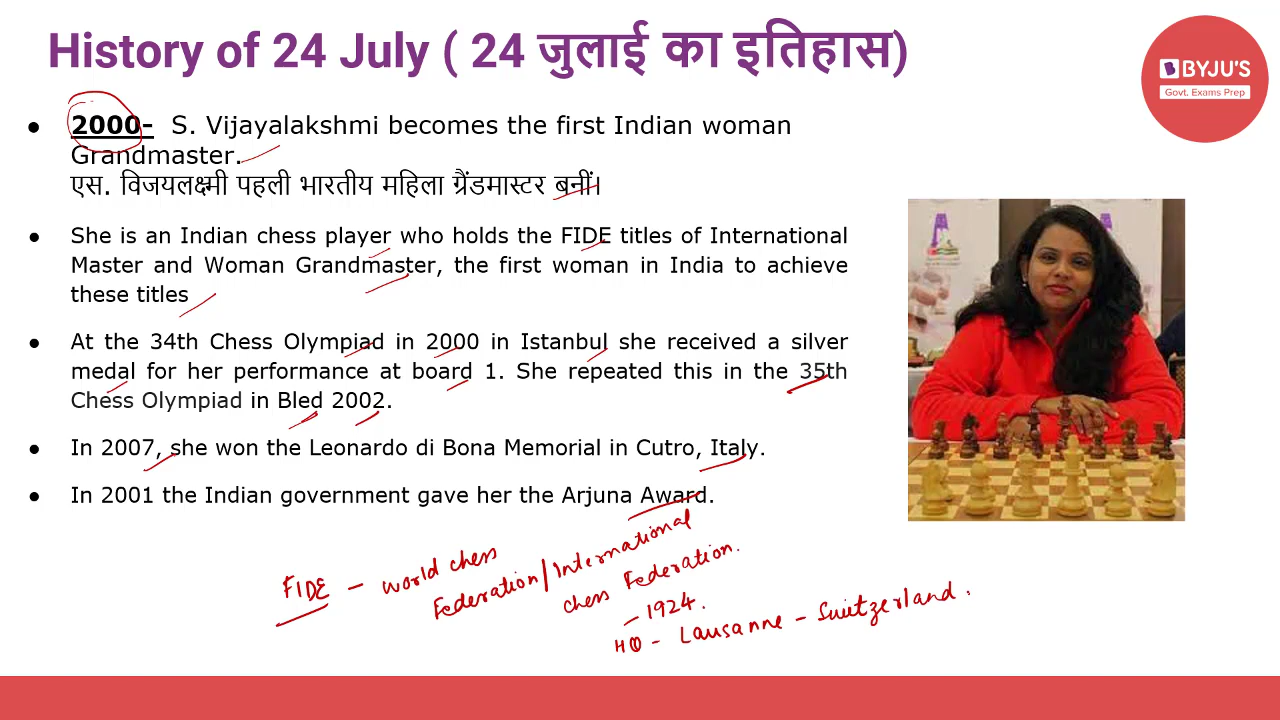 History of 24 July ( 24 जुलाई का इतिहास)
BYJU'S
Govt. Exams Prep
● 2000- S. Vijayalakshmi becomes the first Indian woman
Grandmaster.
एस. विजयलक्ष्मी पहली भारतीय महिला ग्रैंडमास्टर बनीं।
● She is an Indian chess player who holds the FIDE titles of International
Master and Woman Grandmaster, the first woman in India to achieve
these titles
● At the 34th Chess Olympiad in 2000 in Istanbul she received a silver
medal for her performance at board 1. She repeated this in the 35th
Chess Olympiad in Bled 2002.
● In 2007, she won the Leonardo di Bona Memorial in Cutro, Italy.
● In 2001 the Indian government gave her the Arjuna Award.
FIDE – world chess
Federation/International
chess Federation.
– 1924.
HQ – Lausanne – Switzerland.